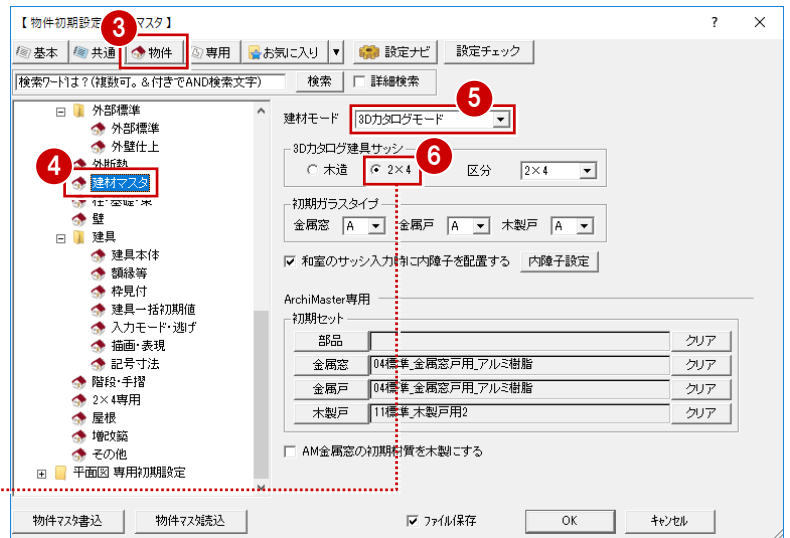 【 物件初期設定 マスタ 】 ? ×
3
基本 共通 物件 専用 お気に入り ▼ 設定ナビ 設定チェック
検索ワードは？(複数可。＆付きでAND検索文字) 検索 詳細検索
外部標準
外部標準
外壁仕上
外断熱
4
建材マスタ
柱・基礎・束
壁
建具
建具本体
額縁等
枠見付
建具一括初期値
入力モード・逃げ
描画・表現
記号寸法
階段・手摺
2×4専用
屋根
増改築
その他
平面図 専用初期設定
5
建材モード 3Dカタログモード
3Dカタログ建具サッシ
6
木造 2×4 区分 2×4
初期ガラスタイプ
金属窓 A 金属戸 A 木製戸 A
和室のサッシ入力時に内障子を配置する 内障子設定
ArchiMaster専用
初期セット
部品 クリア
金属窓 04標準_金属窓戸用_アルミ樹脂 クリア
金属戸 04標準_金属窓戸用_アルミ樹脂 クリア
木製戸 11標準_木製戸用2 クリア
AM金属窓の初期材質を木製にする
物件マスタ書込 物件マスタ読込 ファイル保存 OK キャンセル